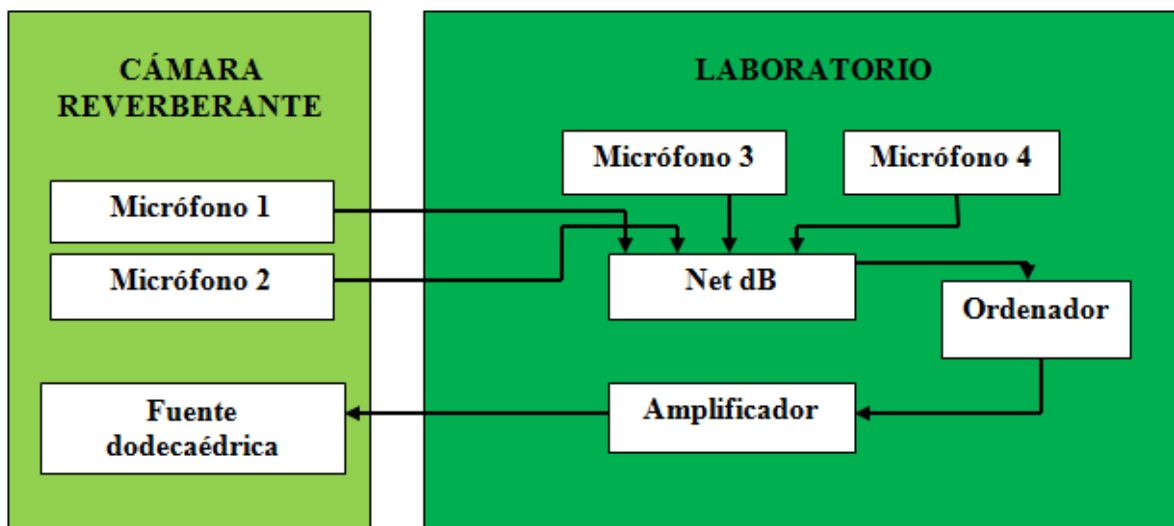 CÁMARA
REVERBERANTE
Micrófono 1
Micrófono 2
Fuente
dodecaédrica
LABORATORIO
Micrófono 3
Micrófono 4
Net dB
Ordenador
Amplificador